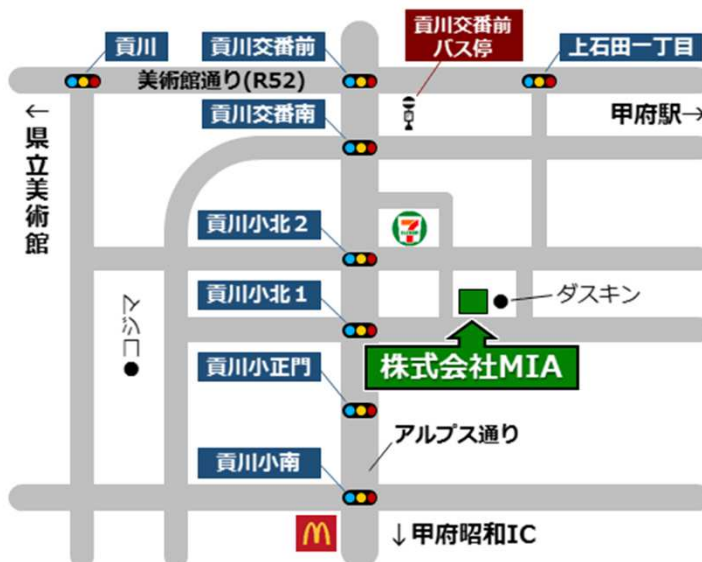 貢川
貢川交番前
貢川交番前
バス停
上石田一丁目
美術館通り(R52)
←県立美術館
貢川交番南
甲府駅→
貢川小北2
7
コジマ
貢川小北1
ダスキン
貢川小正門
株式会社MIA
アルプス通り
貢川小南
↓甲府昭和IC